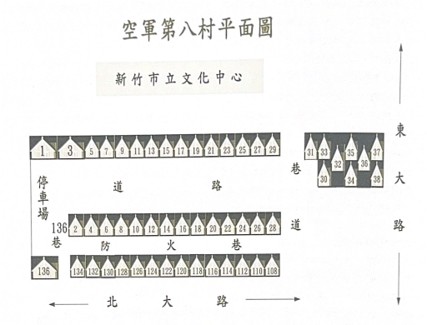 空軍第八村平面圖
新竹市立文化中心
1 3 5 7 9 11 13 15 17 19 21 23 25 27 29
31 33 35 37
32 36
30 34 38
東大路
停車場
道路
巷道
136巷
2 4 6 8 10 12 14 16 18 20 22 24 26 28
防火巷
136
134 132 130 128 126 124 122 120 118 116 114 112 110 108
北大路